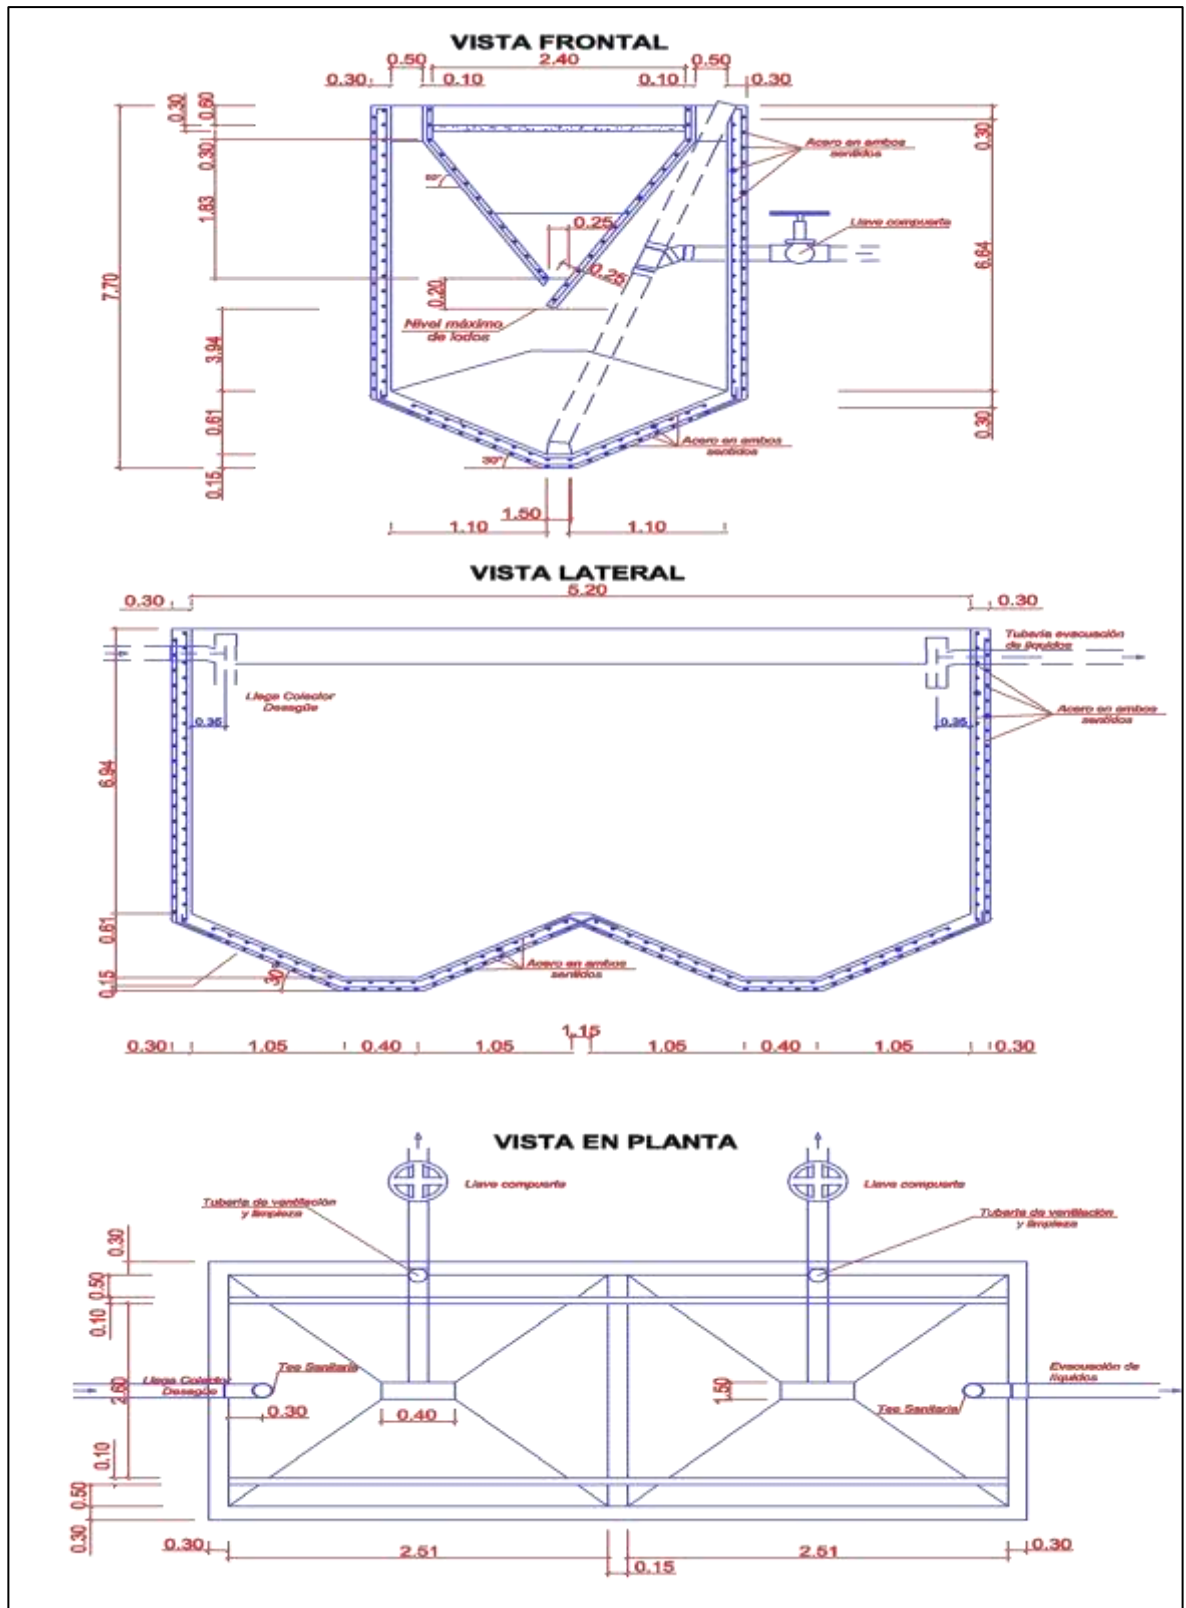 VISTA FRONTAL
0.50
2.40
0.50
0.30
0.10
0.10
0.30
0.30
0.60
0.30
1.83
7.70
3.94
0.61
0.15
0.20
0.25
0.25
Acero en ambos
sentidos
Llave compuerta
Nivel máximo
de lodos
0.30
6.64
0.30
Acero en ambos
sentidos
30°
1.50
1.10
1.10
VISTA LATERAL
5.20
0.30
0.30
Tubería evacuación
de líquidos
Llega Colector
Desagüe
0.35
0.35
Acero en ambos
sentidos
6.94
0.61
0.15
30°
Acero en ambos
sentidos
1.15
0.30
1.05
0.40
1.05
1.05
0.40
1.05
0.30
VISTA EN PLANTA
Llave compuerta
Llave compuerta
Tubería de ventilación
y limpieza
Tubería de ventilación
y limpieza
0.30
0.50
0.10
2.60
0.10
0.50
0.30
Tee Sanitaria
Llega Colector
Desagüe
0.30
0.40
1.50
Evacuación de
líquidos
Tee Sanitaria
0.30
2.51
0.15
2.51
0.30